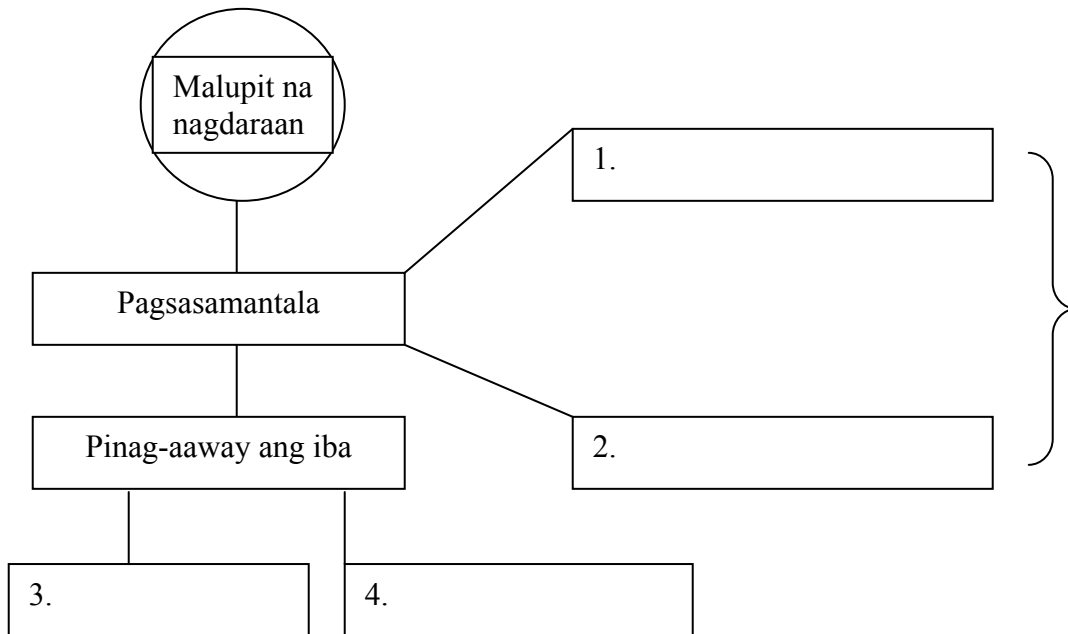 Malupit na
nagdaraan
1.
Pagsasamantala
Pinag-aaway ang iba
2.
3.
4.